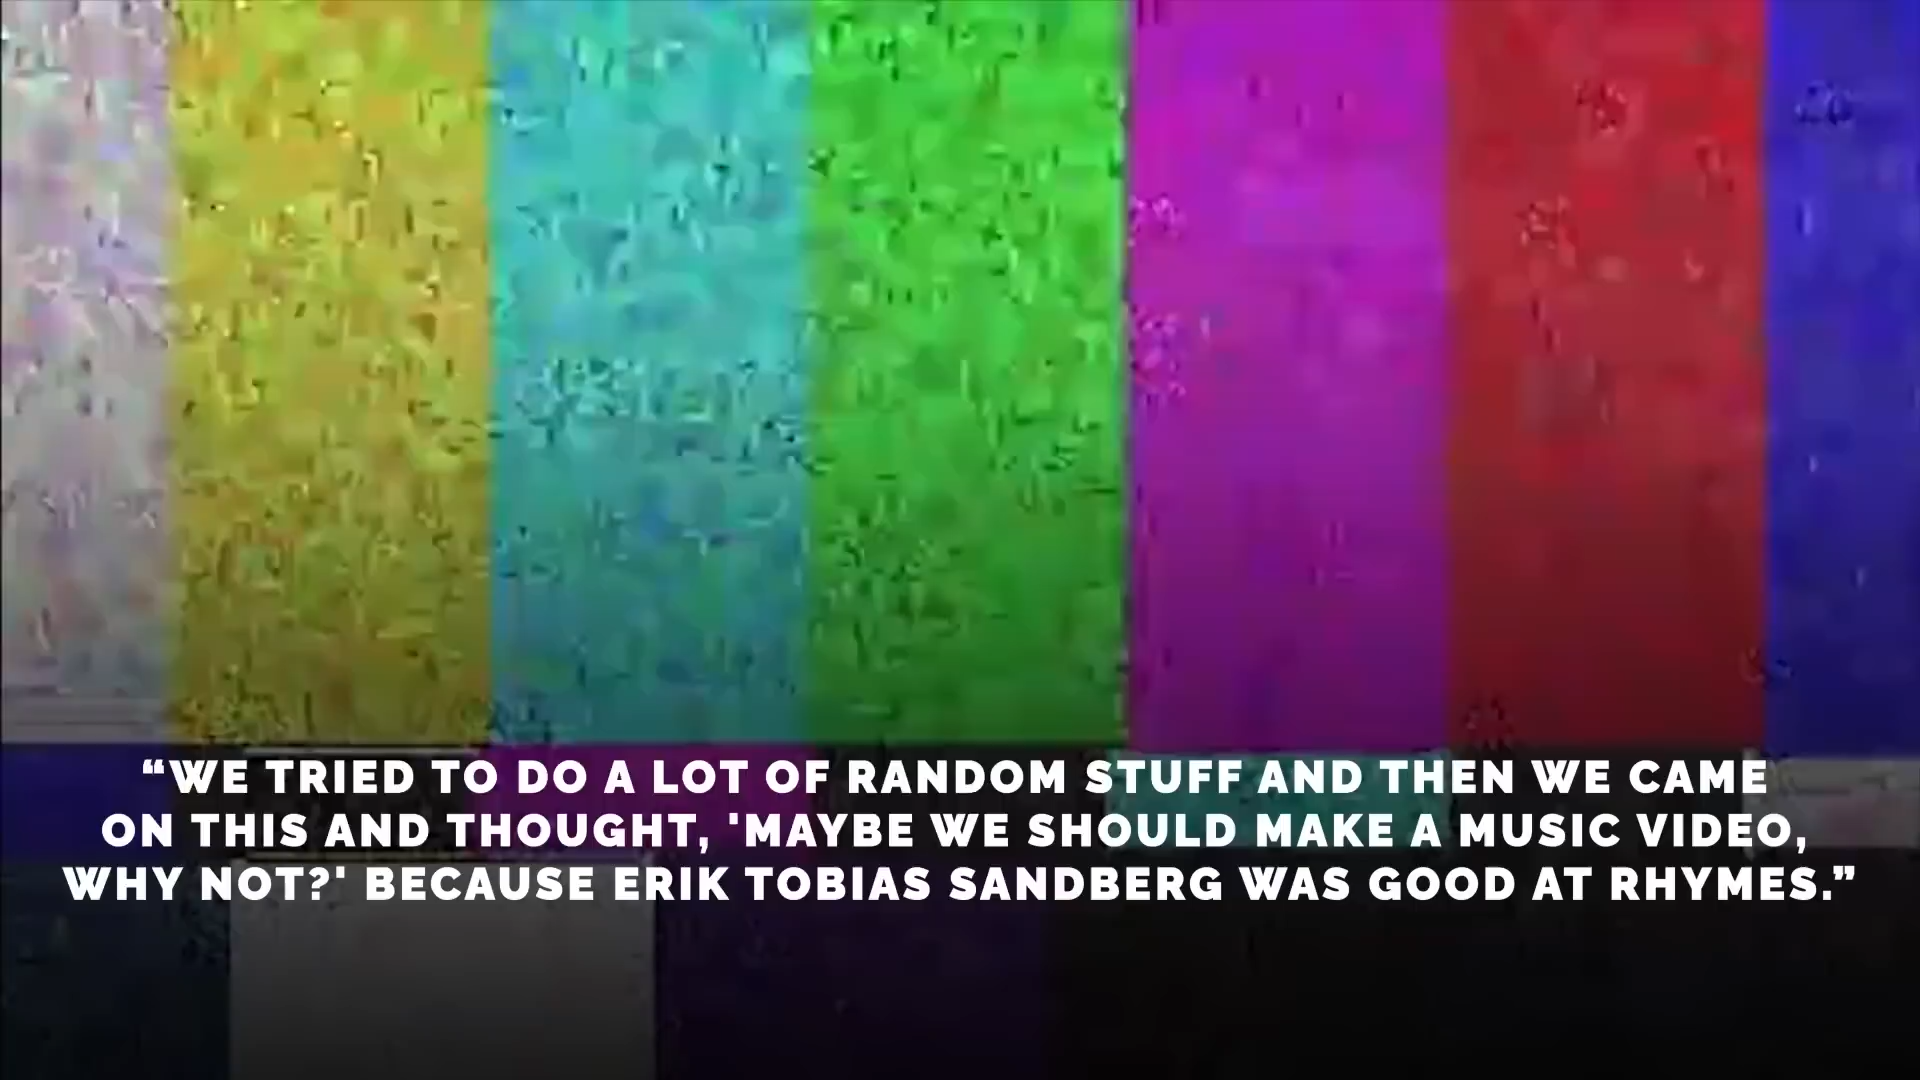 “WE TRIED TO DO A LOT OF RANDOM STUFF AND THEN WE CAME
ON THIS AND THOUGHT, 'MAYBE WE SHOULD MAKE A MUSIC VIDEO,
WHY NOT?' BECAUSE ERIK TOBIAS SANDBERG WAS GOOD AT RHYMES.”